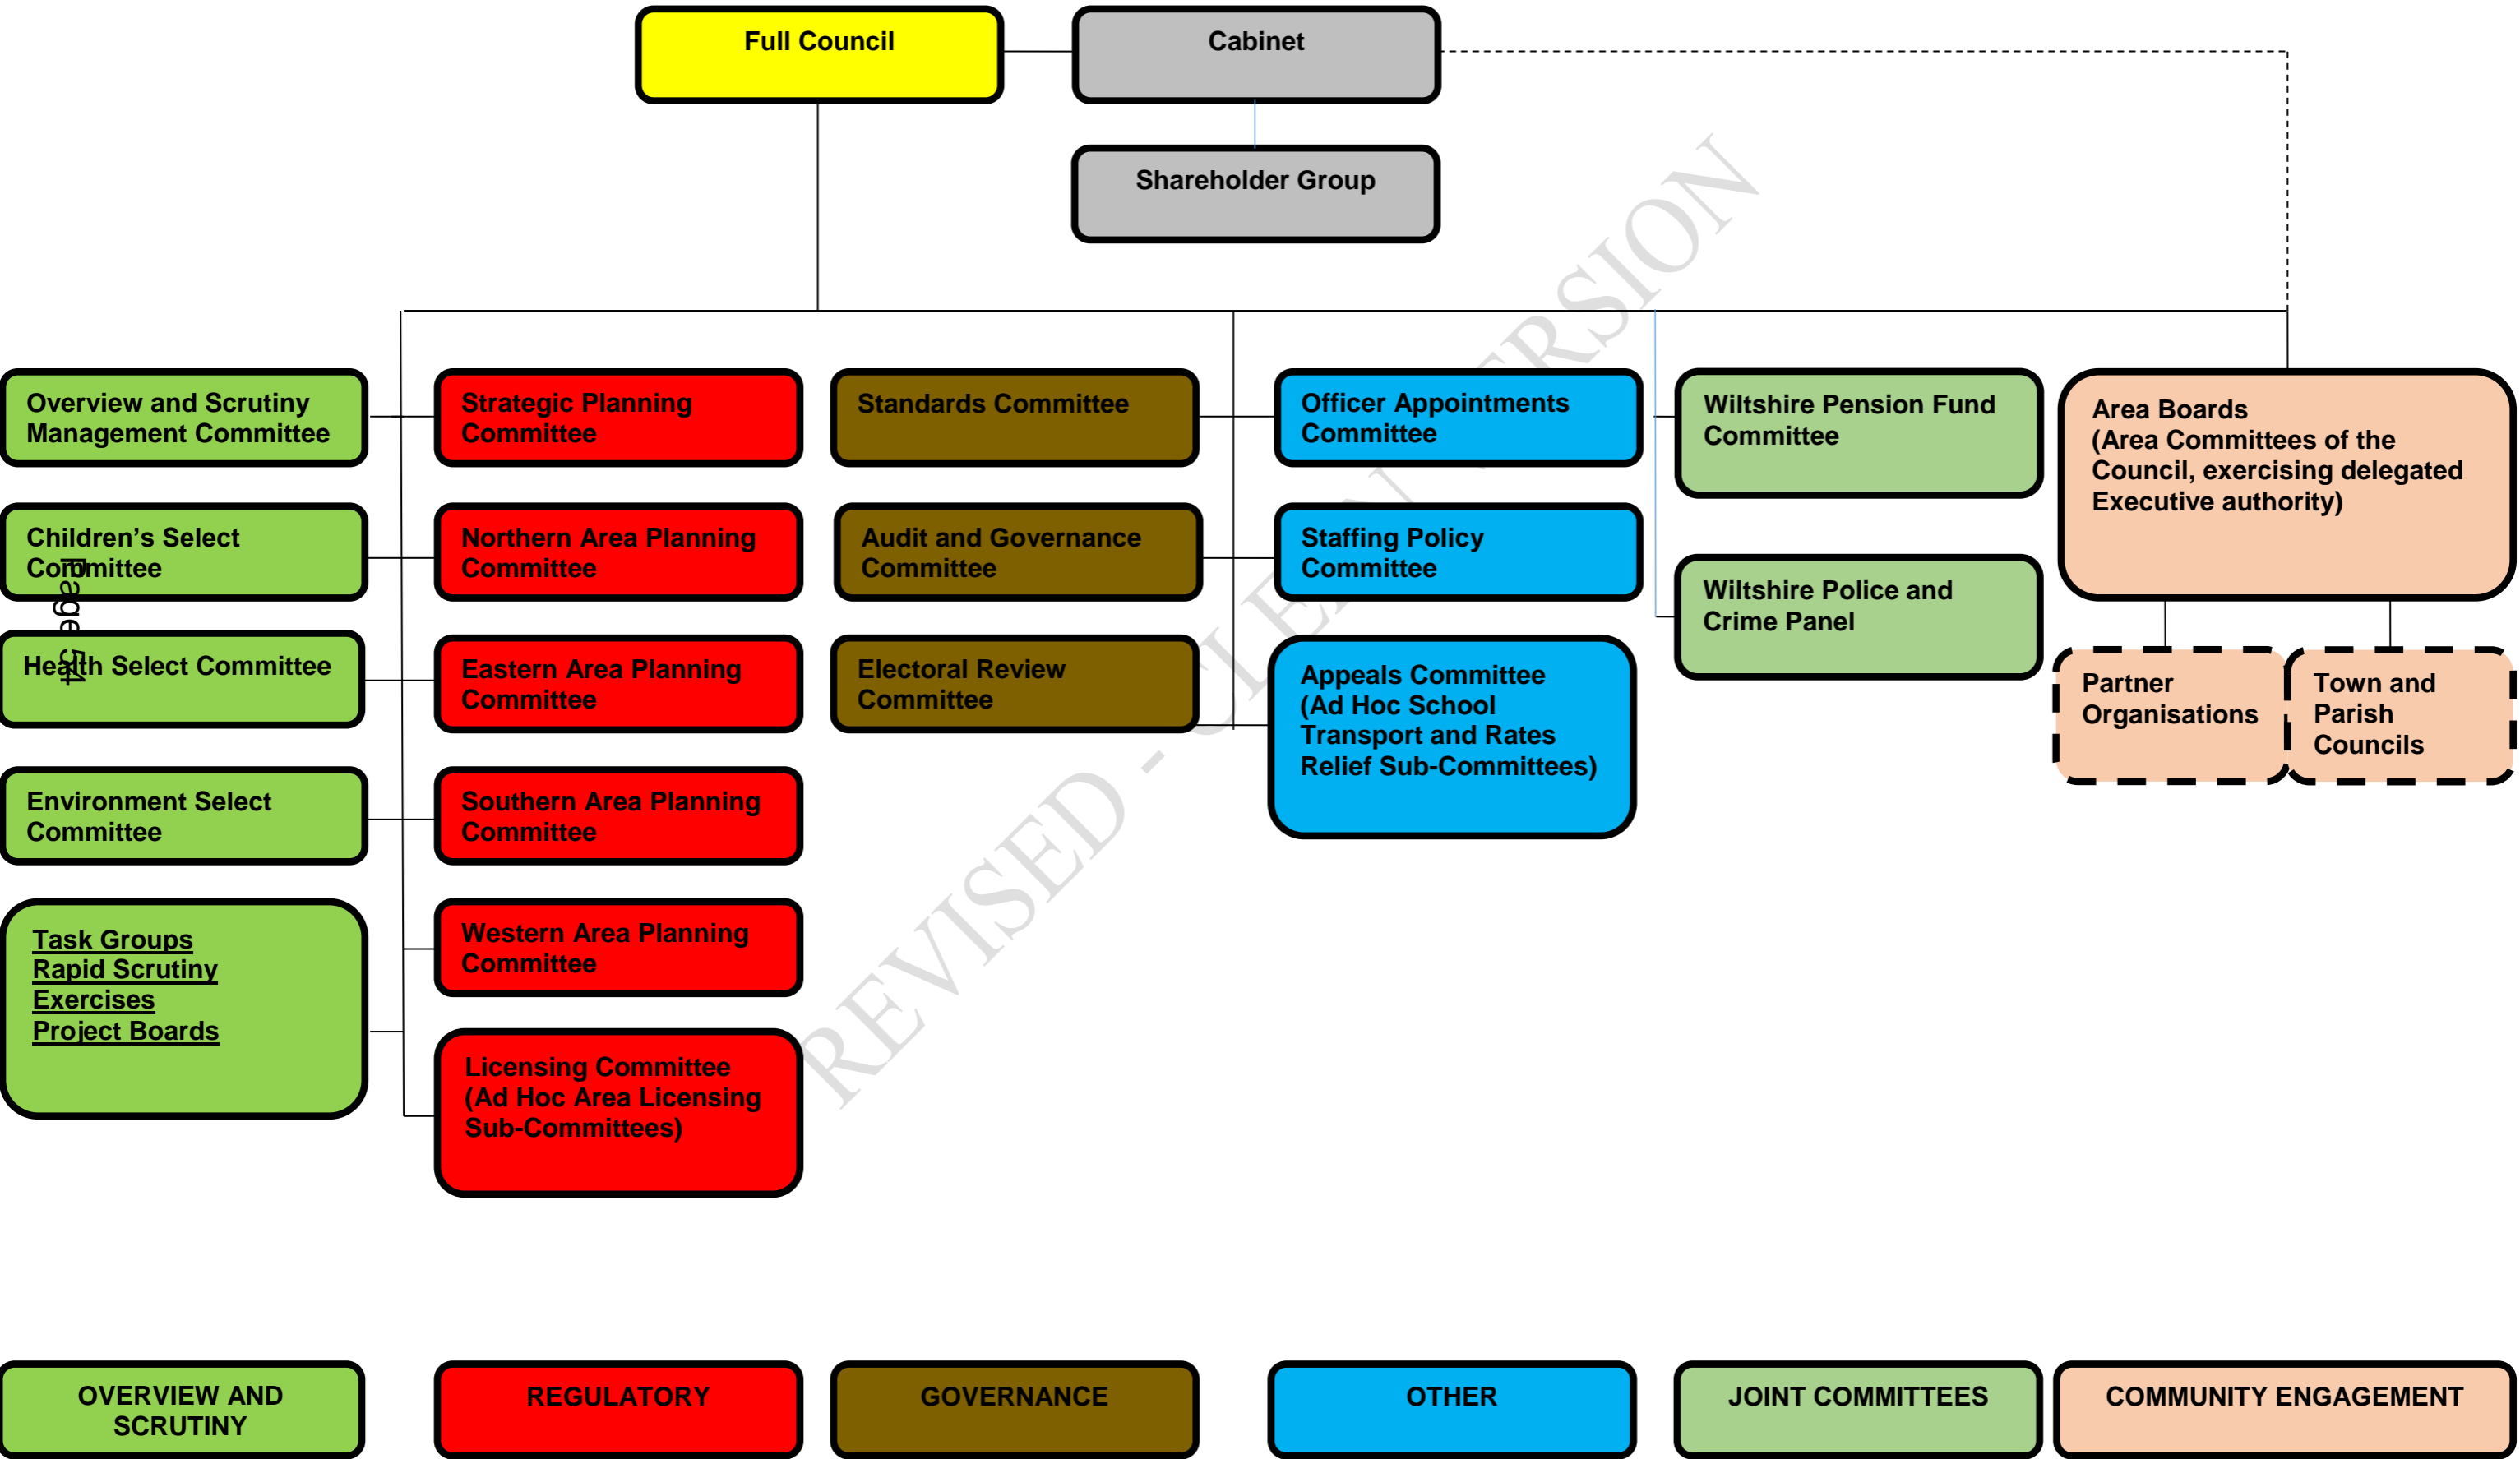 Full Council
Cabinet
Shareholder Group
Overview and Scrutiny
Management Committee
Children's Select
Committee
Health Select Committee
Environment Select
Committee
Task Groups
Rapid Scrutiny
Exercises
Project Boards
Strategic Planning
Committee
Northern Area Planning
Committee
Eastern Area Planning
Committee
Southern Area Planning
Committee
Western Area Planning
Committee
Licensing Committee
(Ad Hoc Area Licensing
Sub-Committees)
Standards Committee
Audit and Governance
Committee
Electoral Review
Committee
Officer Appointments
Committee
Staffing Policy
Committee
Appeals Committee
(Ad Hoc School
Transport and Rates
Relief Sub-Committees)
Wiltshire Pension Fund
Committee
Wiltshire Police and
Crime Panel
Area Boards
(Area Committees of the
Council, exercising delegated
Executive authority)
Partner
Organisations
Town and
Parish
Councils
Page 54
REVISED - CLEAN VERSION
OVERVIEW AND
SCRUTINY
REGULATORY
GOVERNANCE
OTHER
JOINT COMMITTEES
COMMUNITY ENGAGEMENT